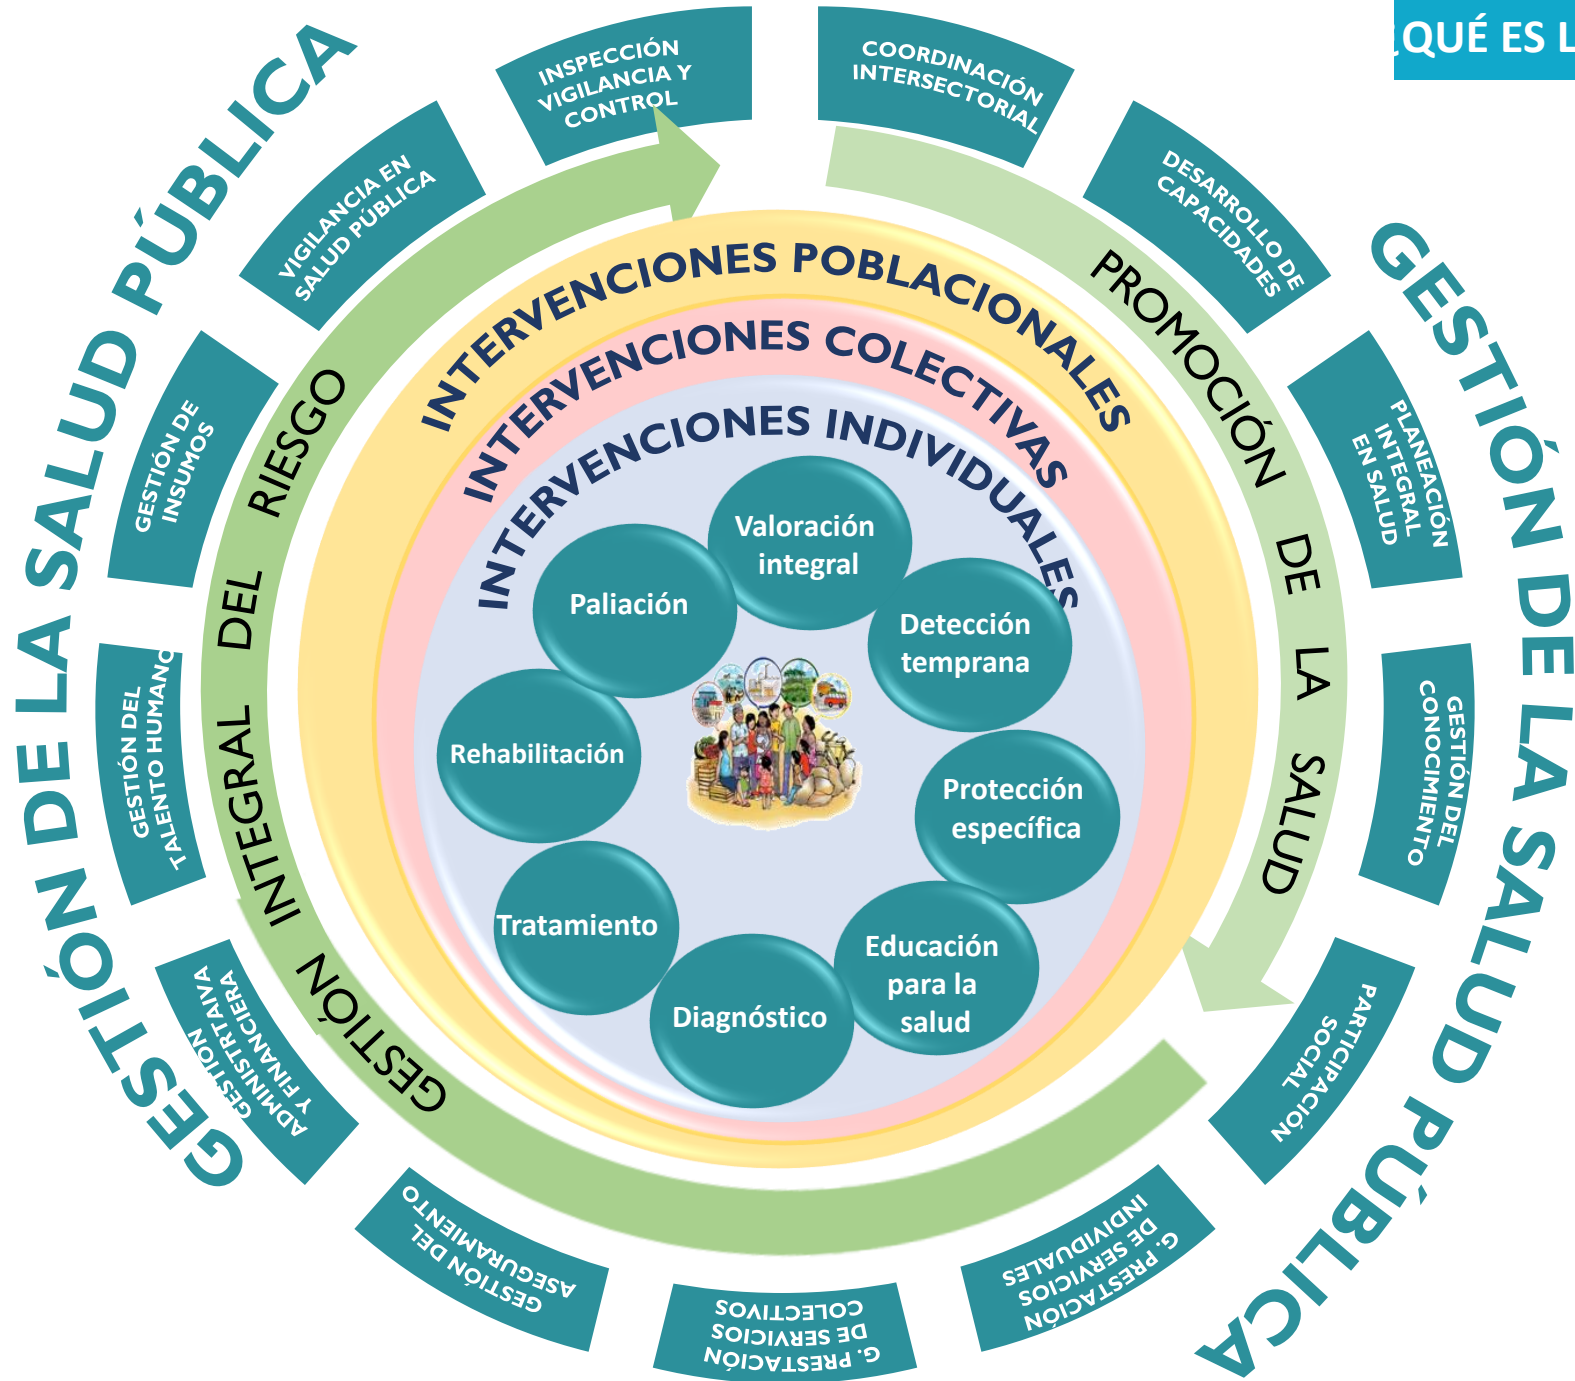 ¿QUÉ ES L
GESTIÓN DE LA SALUD PÚBLICA
GESTIÓN DE LA SALUD PÚBLICA
COORDINACIÓN
INTERSECTORIAL
DESARROLLO DE
CAPACIDADES
PLANEACIÓN
INTEGRAL
EN SALUD
GESTIÓN DEL
CONOCIMIENTO
PARTICIPACIÓN
SOCIAL
G. PRESTACIÓN
DE SERVICIOS
INDIVIDUALES
G. PRESTACIÓN
DE SERVICIOS
COLECTIVOS
GESTIÓN DEL
ASEGURAMIENTO
GESTIÓN
ADMINISTRTAIVA
Y FINANCIERA
GESTIÓN DEL
TALENTO HUMANO
GESTIÓN DE
INSUMOS
VIGILANCIA EN
SALUD PÚBLICA
INSPECCIÓN
VIGILANCIA Y
CONTROL
PROMOCIÓN DE LA SALUD
GESTIÓN INTEGRAL DEL RIESGO
INTERVENCIONES POBLACIONALES
INTERVENCIONES COLECTIVAS
INTERVENCIONES INDIVIDUALES
Valoración
integral
Detección
temprana
Protección
específica
Educación
para la
salud
Diagnóstico
Tratamiento
Rehabilitación
Paliación